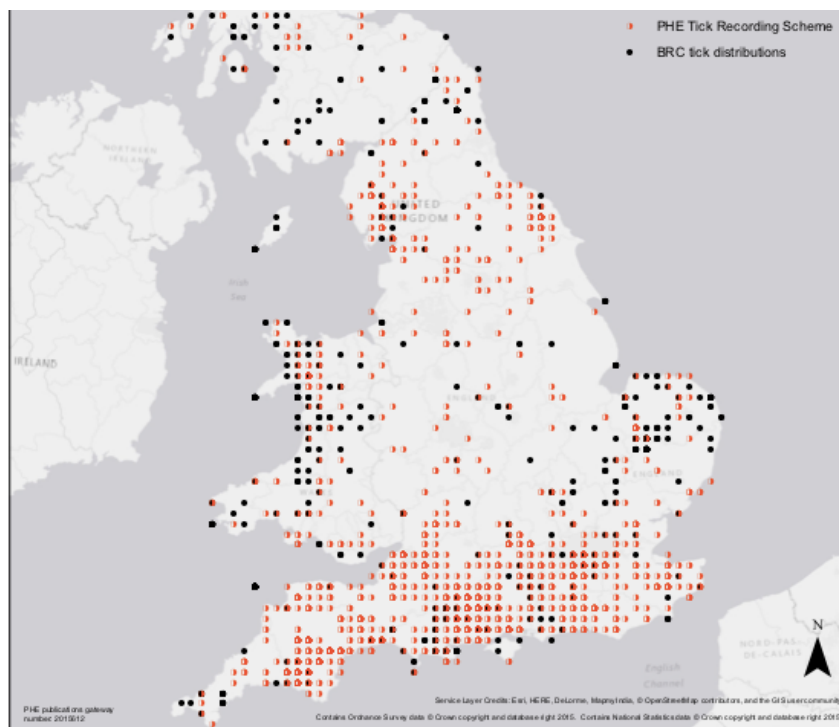 PHE Tick Recording Scheme
BRC tick distributions
NORTHERN
IRELAND
UNITED
KINGDOM
Irish
Sea
IRELAND
ENGLAND
ENGLAND
WALES
N
NORD-PAS-
DE-CALAIS
English
Channel
PHE publications gateway
number: 2015612
Service Layer Credits: Esri, HERE, DeLorme, MapmyIndia, © OpenStreetMap contributors, and the GIS user community
Contains Ordnance Survey data © Crown copyright and database right 2015. Contains National Statistics data © Crown copyright and database right 2015